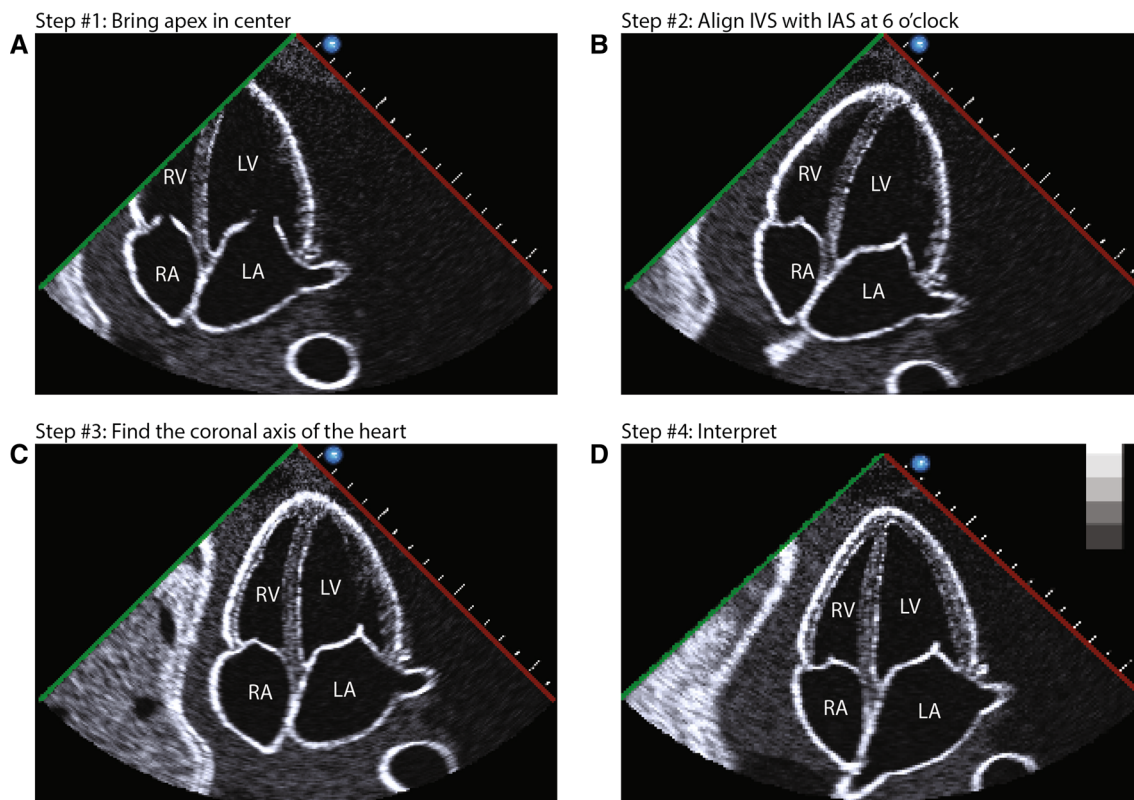 Step #1: Bring apex in center
A
RV
LV
RA
LA
Step #2: Align IVS with IAS at 6 o’clock
B
RV
LV
RA
LA
Step #3: Find the coronal axis of the heart
C
RV
LV
RA
LA
Step #4: Interpret
D
RV
LV
RA
LA